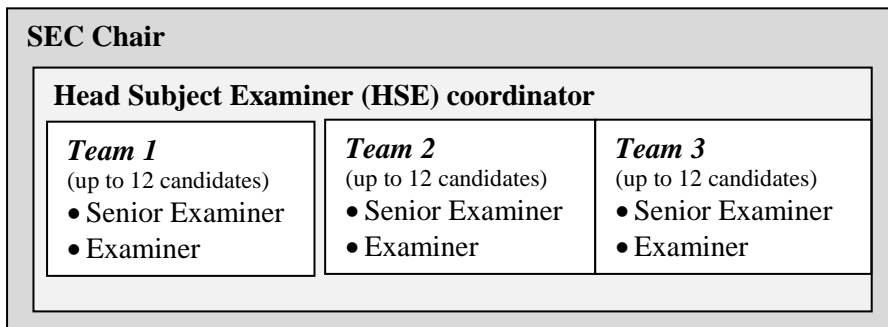 SEC Chair
Head Subject Examiner (HSE) coordinator
Team 1
(up to 12 candidates)
• Senior Examiner
• Examiner
Team 2
(up to 12 candidates)
• Senior Examiner
• Examiner
Team 3
(up to 12 candidates)
• Senior Examiner
• Examiner